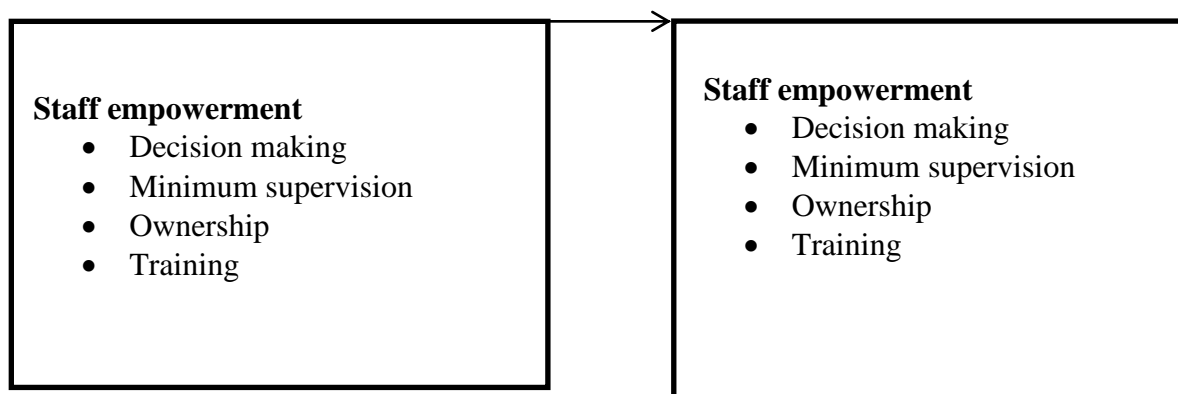 Staff empowerment
• Decision making
• Minimum supervision
• Ownership
• Training
Staff empowerment
• Decision making
• Minimum supervision
• Ownership
• Training